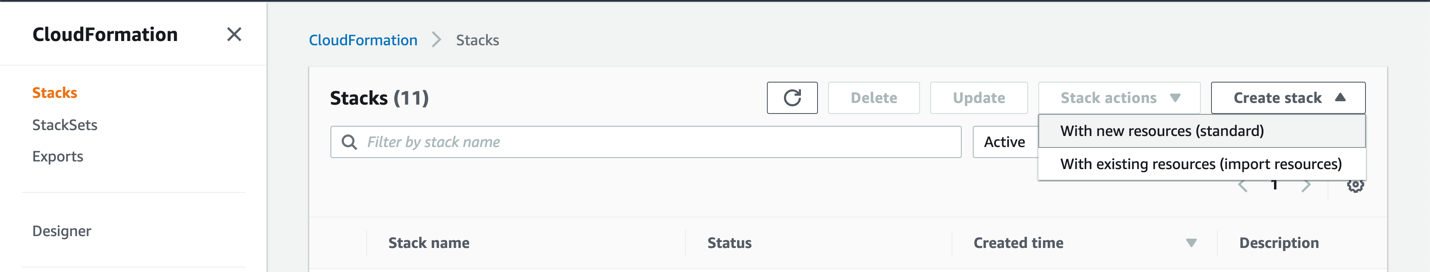 CloudFormation
CloudFormation Stacks
Stacks
StackSets
Exports
Designer
Stacks (11)
Delete
Update
Stack actions
Create stack
Filter by stack name
Active
With new resources (standard)
With existing resources (import resources)
1
Stack name
Status
Created time
Description